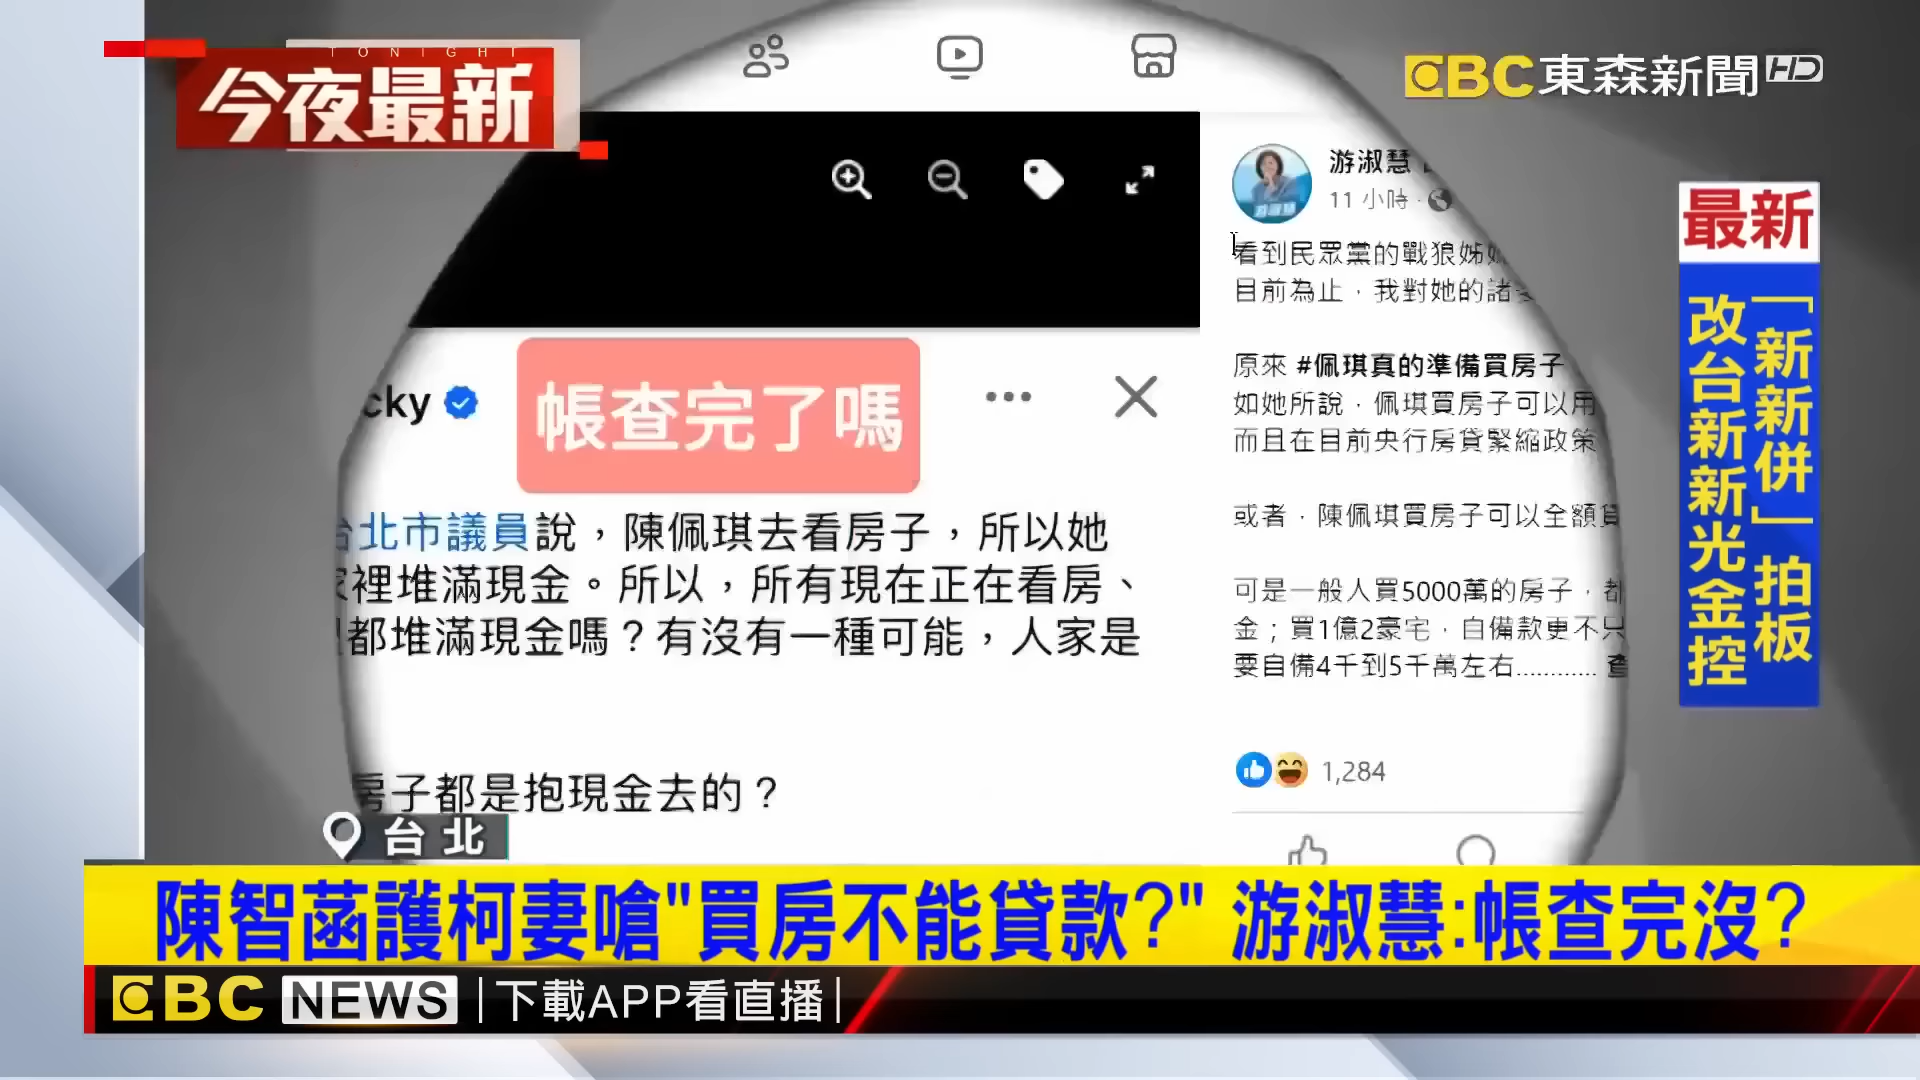 TONIGHT
今夜最新
EBC東森新聞HD
cky
帳查完了嗎
台北市議員說，陳佩琪去看房子，所以她
家裡堆滿現金。所以，所有現在正在看房、
都堆滿現金嗎？有沒有一種可能，人家是
房子都是抱現金去的？
游淑慧
11 小時
看到民眾黨的戰狼姊
目前為止，我對她的諸
原來 #佩琪真的準備買房子
如她所說，佩琪買房子可以用
而且在目前央行房貸緊縮政策
或者，陳佩琪買房子可以全額貸
可是一般人買5000萬的房子，都
金；買1億2豪宅，自備款更不只
要自備4千到5千萬左右............ 查
1,284
最新
「新新併」拍板
改台新新光金控
台北
陳智菡護柯妻嗆"買房不能貸款?" 游淑慧:帳查完沒?
EBC NEWS |下載APP看直播|